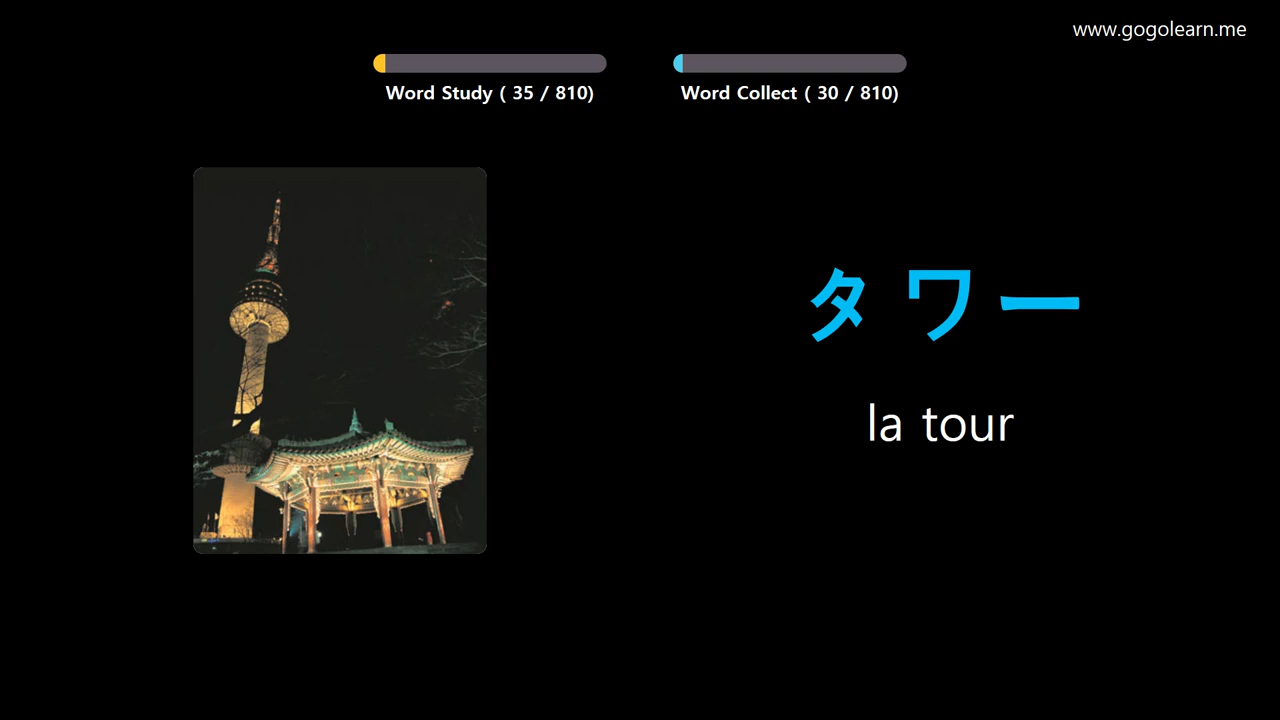 www.gogolearn.me
Word Study ( 35 / 810)
Word Collect ( 30 / 810)
タワー
la tour